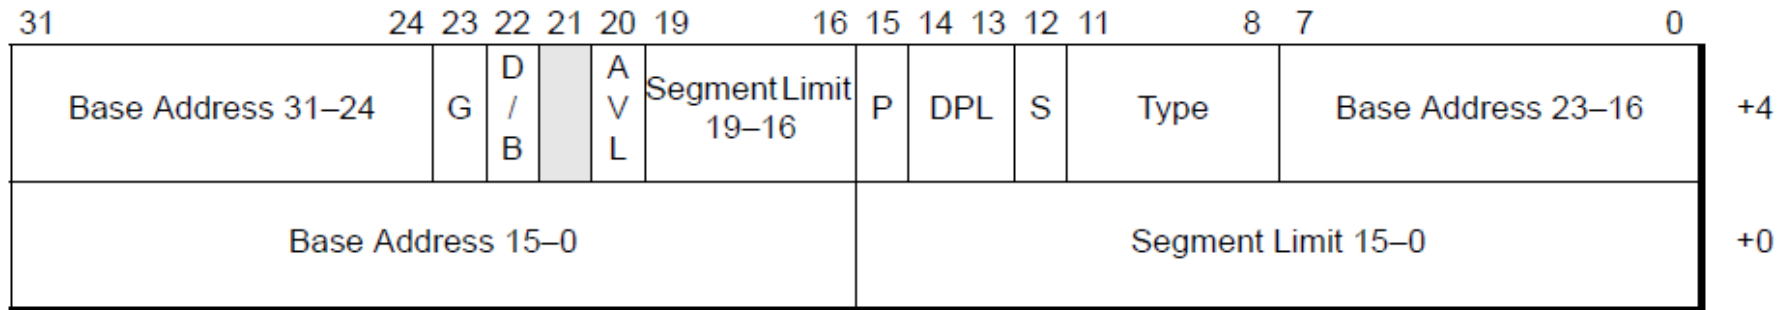 31 24 23 22 21 20 19 16 15 14 13 12 11 8 7 0
Base Address 31–24 G D/B AVL Segment Limit 19–16 P DPL S Type Base Address 23–16 +4
Base Address 15–0 Segment Limit 15–0 +0